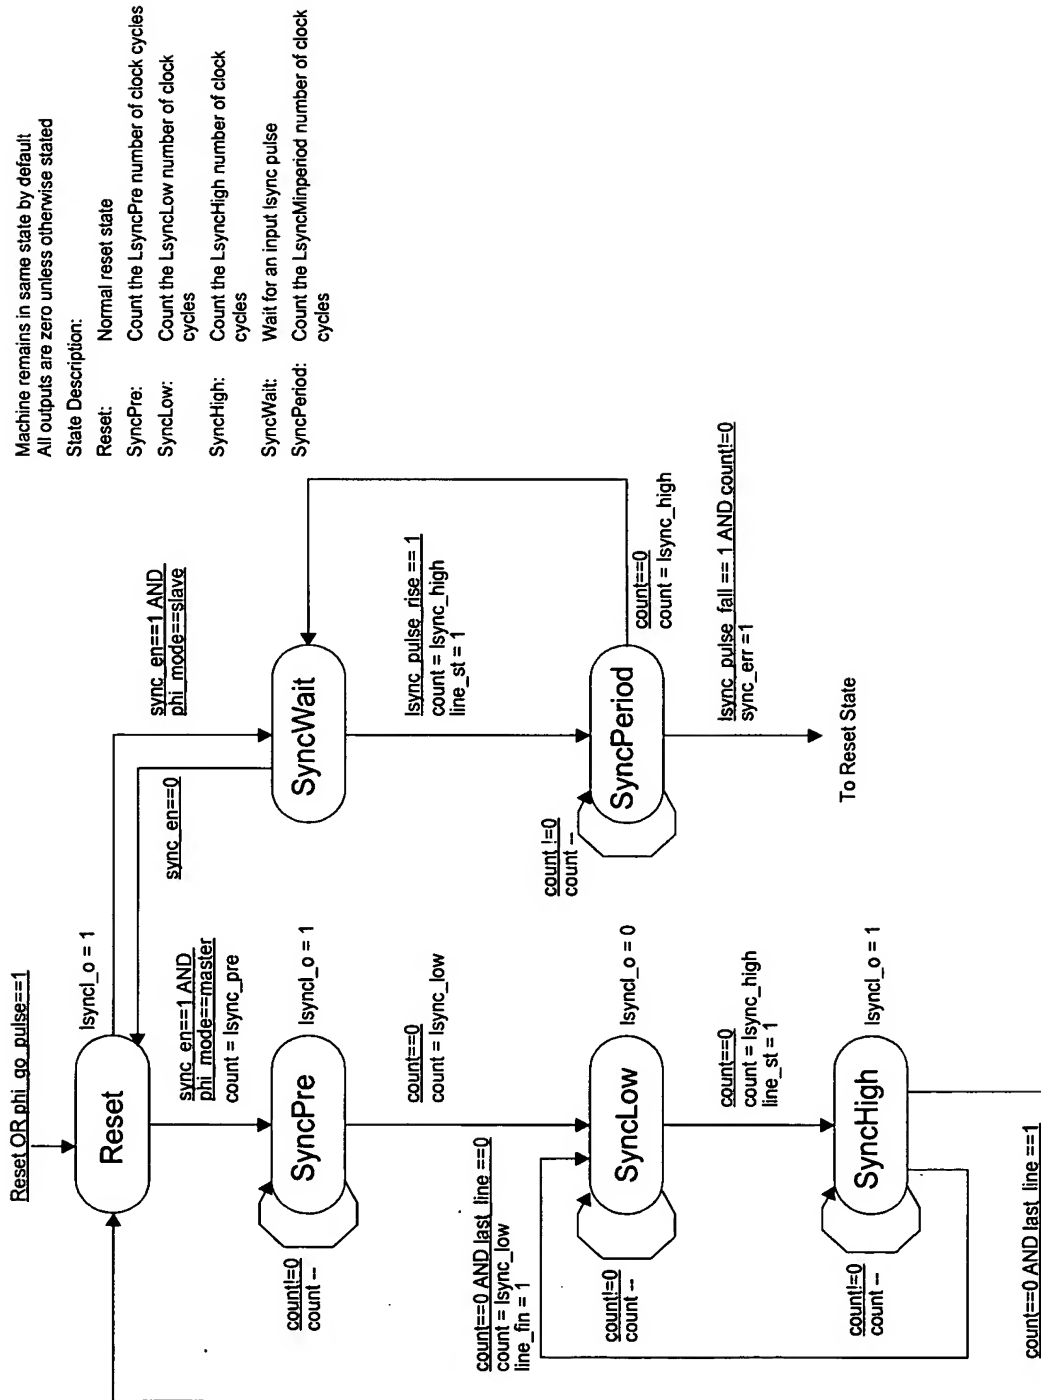 Machine remains in same state by default
All outputs are zero unless otherwise stated
State Description:
Reset: Normal reset state
SyncPre: Count the LsyncPre number of clock cycles
SyncLow: Count the LsyncLow number of clock
cycles
SyncHigh: Count the LsyncHigh number of clock
cycles
SyncWait: Wait for an input lsync pulse
SyncPeriod: Count the LsyncMinperiod number of clock
cycles
Reset OR phi_go_pulse==1
Reset
lsyncl_o = 1
sync_en==1 AND
phi_mode==slave
sync_en==0
sync_en==1 AND
phi_mode==master
count = lsync_pre
SyncPre
lsyncl_o = 1
count!=0
count --
count==0
count = lsync_low
SyncWait
lsync_pulse_rise == 1
count = lsync_high
line_st = 1
count==0 AND last_line ==0
count = lsync_low
line_fin = 1
SyncLow
lsyncl_o = 0
count!=0
count --
count !=0
count --
SyncPeriod
count==0
count = lsync_high
lsync_pulse_fall == 1 AND count!=0
sync_err =1
To Reset State
count==0
count = lsync_high
line_st = 1
SyncHigh
lsyncl_o = 1
count!=0
count --
count==0 AND last_line ==1